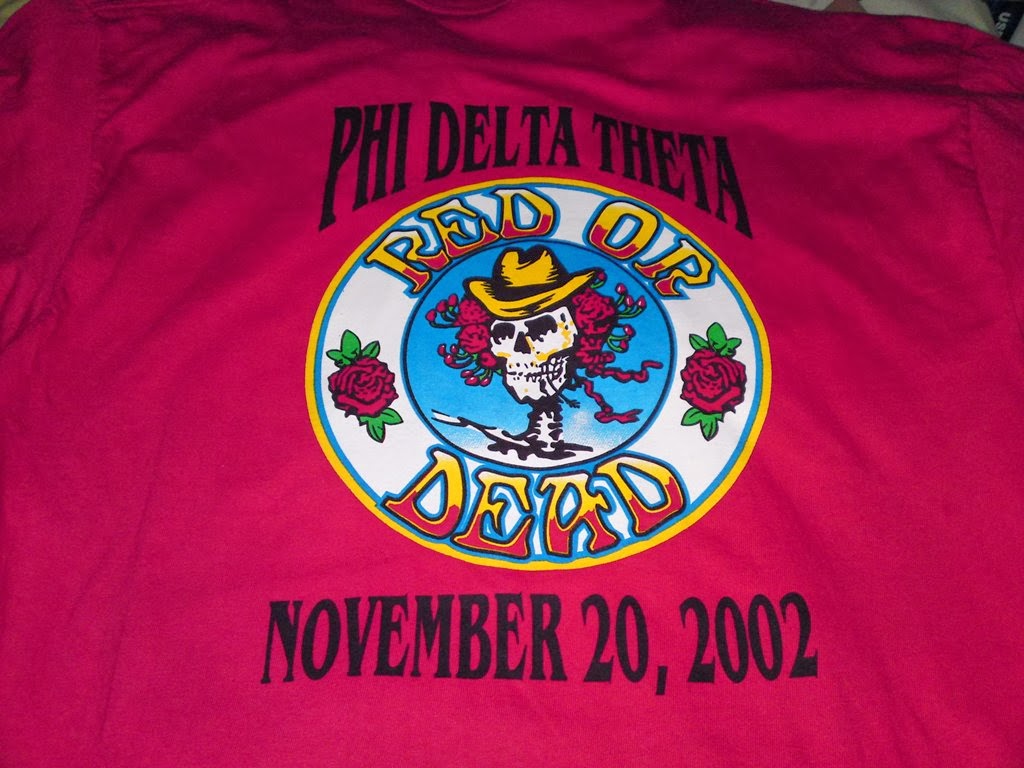 PHI DELTA THETA
RED OR
DEAD
NOVEMBER 20, 2002